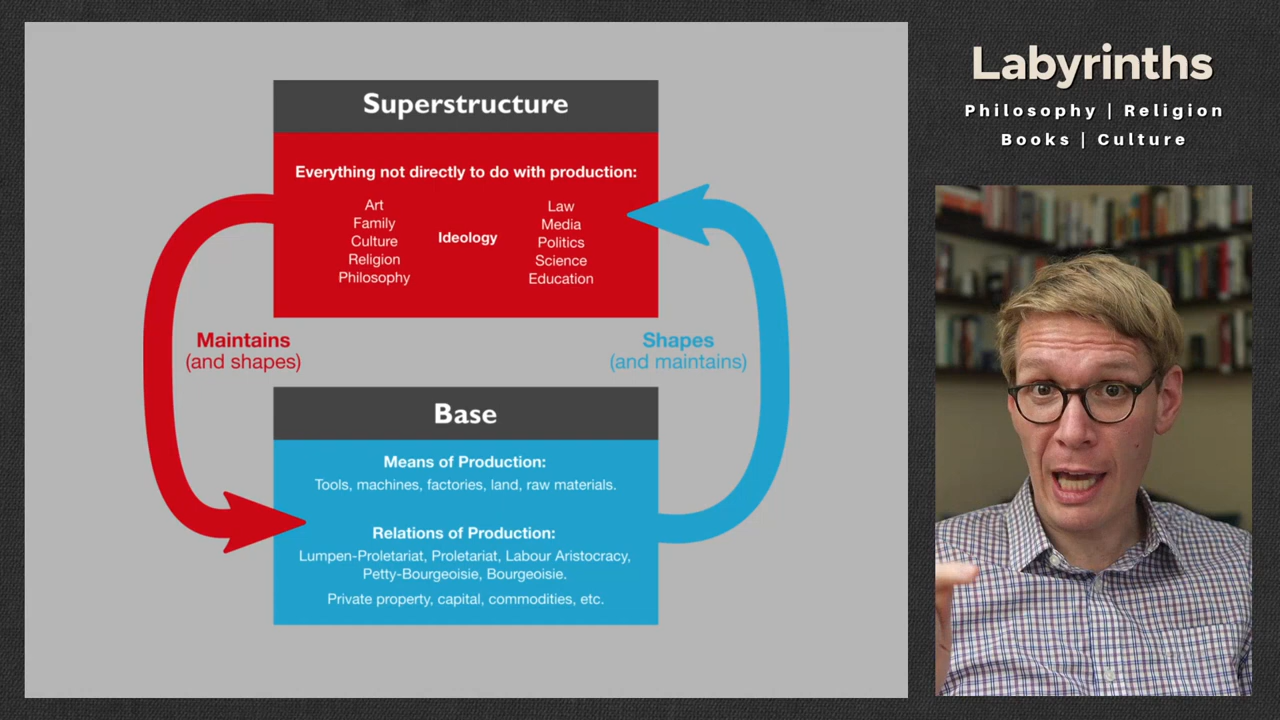 Superstructure
Everything not directly to do with production:
Art
Family
Culture
Religion
Philosophy
Ideology
Law
Media
Politics
Science
Education
Maintains
(and shapes)
Shapes
(and maintains)
Base
Means of Production:
Tools, machines, factories, land, raw materials.
Relations of Production:
Lumpen-Proletariat, Proletariat, Labour Aristocracy,
Petty-Bourgeoisie, Bourgeoisie.
Private property, capital, commodities, etc.
Labyrinths
Philosophy | Religion
Books | Culture